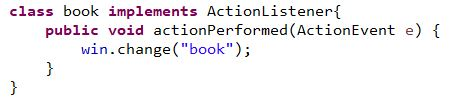 class book implements ActionListener{
    public void actionPerformed(ActionEvent e) {
        win.change("book");
    }
}